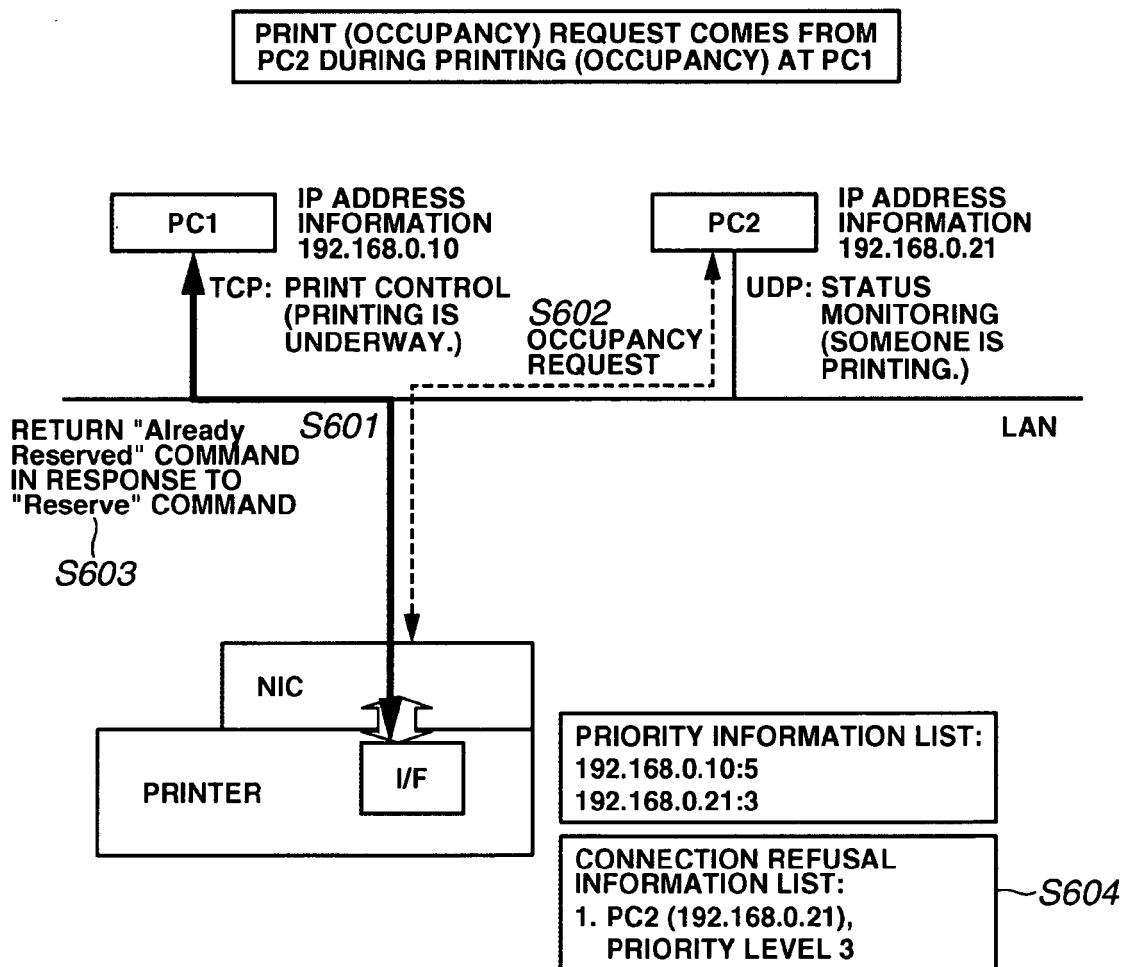 PRINT (OCCUPANCY) REQUEST COMES FROM
PC2 DURING PRINTING (OCCUPANCY) AT PC1
PC1
IP ADDRESS
INFORMATION
192.168.0.10
PC2
IP ADDRESS
INFORMATION
192.168.0.21
TCP: PRINT CONTROL
(PRINTING IS
UNDERWAY.)
S602
OCCUPANCY
REQUEST
UDP: STATUS
MONITORING
(SOMEONE IS
PRINTING.)
LAN
RETURN "Already
Reserved" COMMAND
IN RESPONSE TO
"Reserve" COMMAND
S603
S601
NIC
I/F
PRINTER
PRIORITY INFORMATION LIST:
192.168.0.10:5
192.168.0.21:3
CONNECTION REFUSAL
INFORMATION LIST:
1. PC2 (192.168.0.21),
PRIORITY LEVEL 3
S604